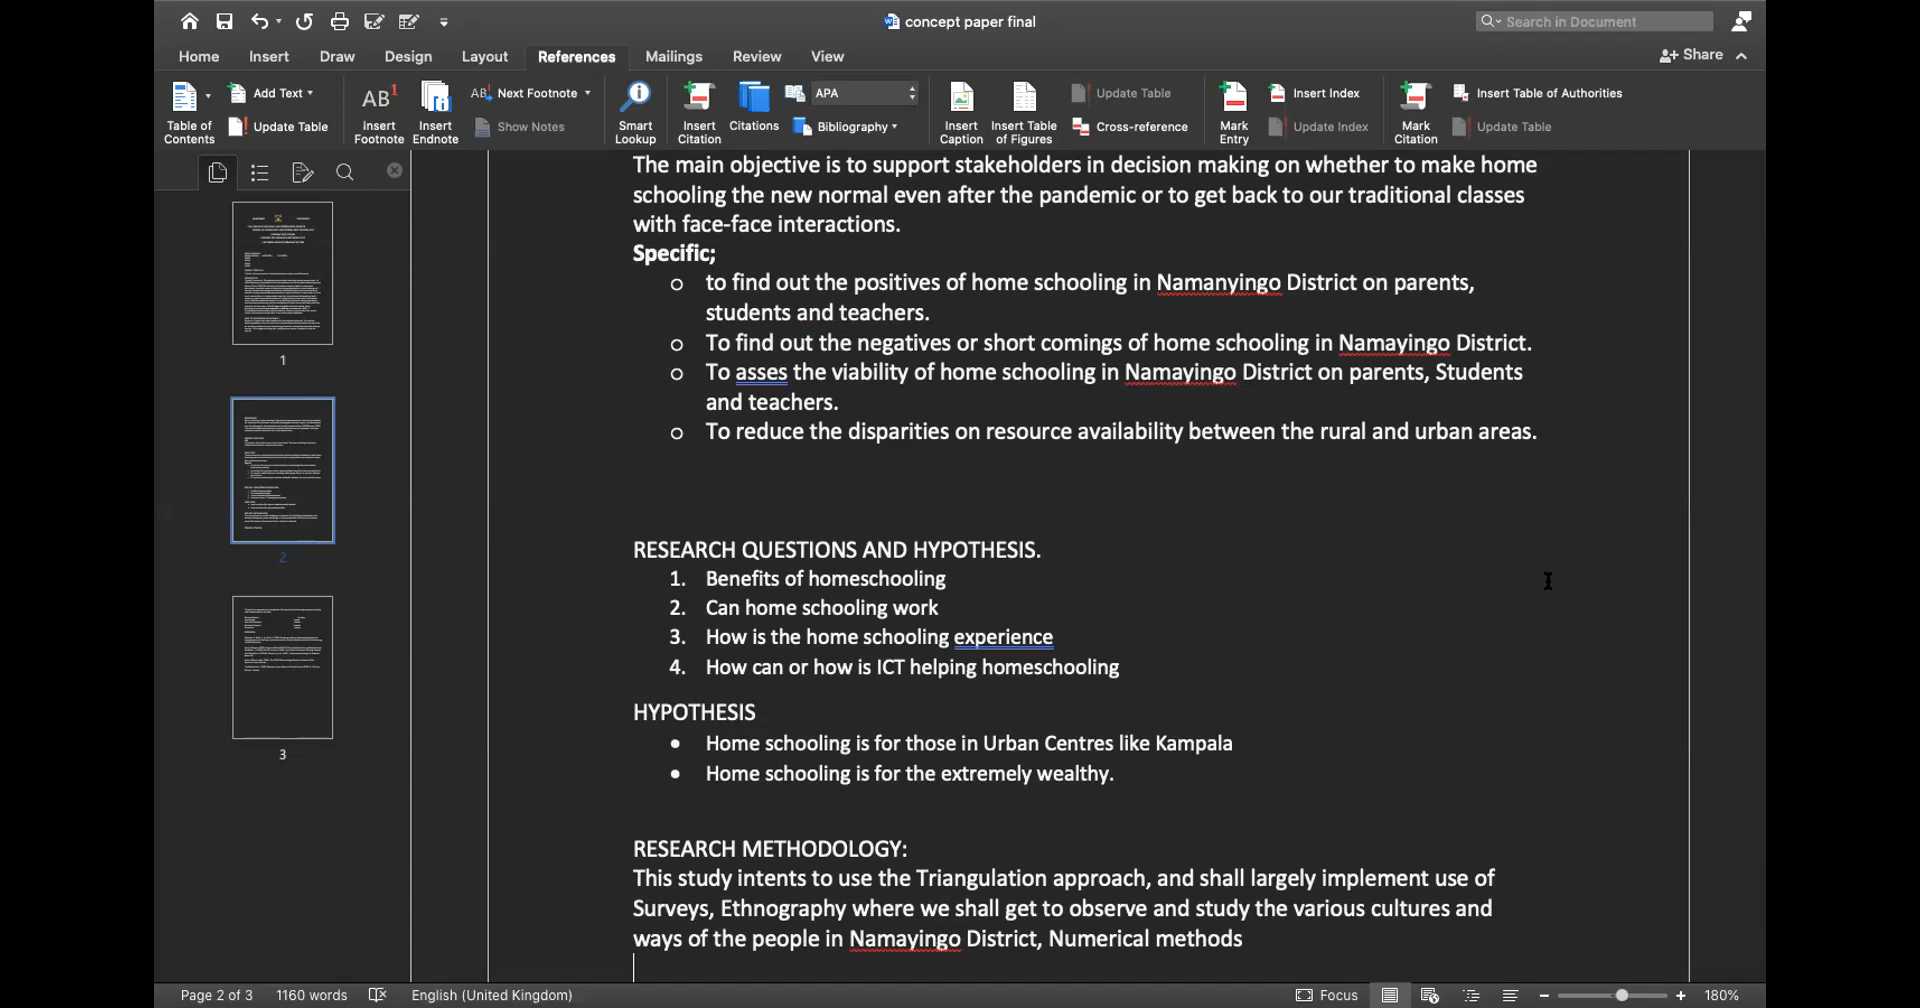 concept paper final
Search in Document
Home Insert Draw Design Layout References Mailings Review View
Share
Table of Contents
Add Text
Update Table
AB1
Insert Footnote
Insert Endnote
AB1 Next Footnote
Show Notes
Smart Lookup
Insert Citation
Citations
APA
Bibliography
Insert Caption
Insert Table of Figures
Update Table
Cross-reference
Mark Entry
Insert Index
Update Index
Mark Citation
Insert Table of Authorities
Update Table
1
2
3
The main objective is to support stakeholders in decision making on whether to make home
schooling the new normal even after the pandemic or to get back to our traditional classes
with face-face interactions.
Specific;
o to find out the positives of home schooling in Namanyingo District on parents,
students and teachers.
o To find out the negatives or short comings of home schooling in Namayingo District.
o To asses the viability of home schooling in Namayingo District on parents, Students
and teachers.
o To reduce the disparities on resource availability between the rural and urban areas.
RESEARCH QUESTIONS AND HYPOTHESIS.
1. Benefits of homeschooling
2. Can home schooling work
3. How is the home schooling experience
4. How can or how is ICT helping homeschooling
HYPOTHESIS
• Home schooling is for those in Urban Centres like Kampala
• Home schooling is for the extremely wealthy.
RESEARCH METHODOLOGY:
This study intents to use the Triangulation approach, and shall largely implement use of
Surveys, Ethnography where we shall get to observe and study the various cultures and
ways of the people in Namayingo District, Numerical methods
Page 2 of 3 1160 words English (United Kingdom) Focus 180%